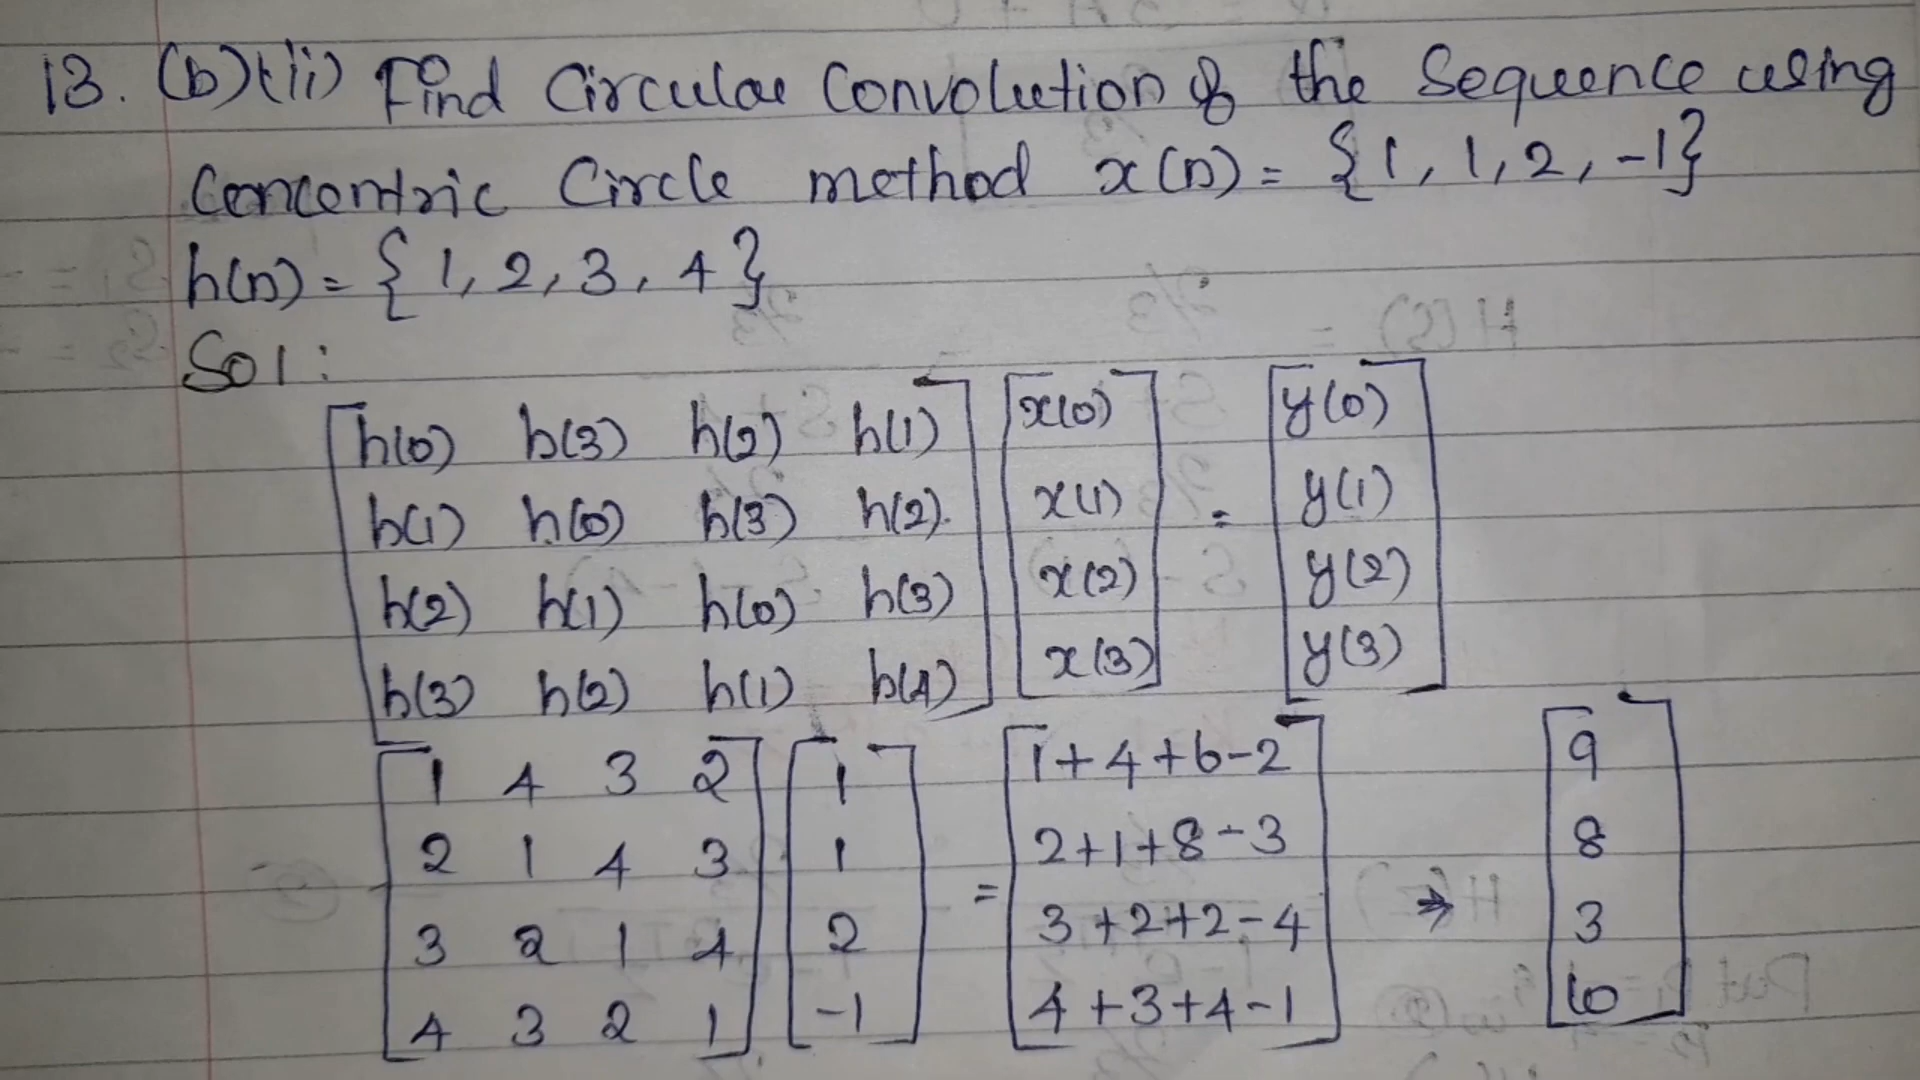 13. (b)(ii) Find Circular Convolution of the Sequence using
Concentric Circle method x(n) = {1, 1, 2, -1}
h(n) = {1, 2, 3, 4}
Sol:
[h(0) h(3) h(2) h(1)] [x(0)] [y(0)]
[h(1) h(0) h(3) h(2)] [x(1)] = [y(1)]
[h(2) h(1) h(0) h(3)] [x(2)] [y(2)]
[h(3) h(2) h(1) h(4)] [x(3)] [y(3)]
[1 4 3 2] [1] [1+4+6-2] [9]
[2 1 4 3] [1] = [2+1+8-3] → [8]
[3 2 1 4] [2] [3+2+2-4] [3]
[4 3 2 1] [-1] [4+3+4-1] [10]